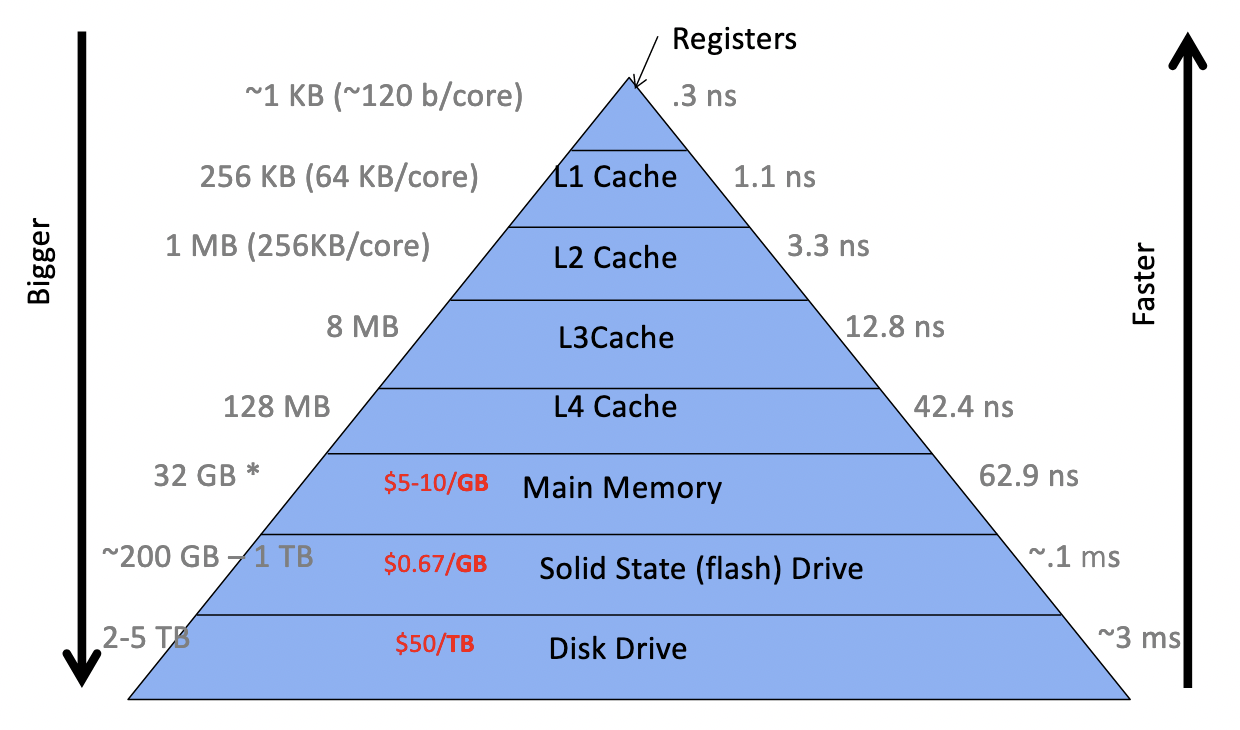 Registers
~1 KB (~120 b/core)
.3 ns
256 KB (64 KB/core)
L1 Cache
1.1 ns
1 MB (256KB/core)
L2 Cache
3.3 ns
Bigger
Faster
8 MB
L3Cache
12.8 ns
128 MB
L4 Cache
42.4 ns
32 GB *
$5-10/GB
Main Memory
62.9 ns
~200 GB – 1 TB
$0.67/GB
Solid State (flash) Drive
~.1 ms
2-5 TB
$50/TB
Disk Drive
~3 ms